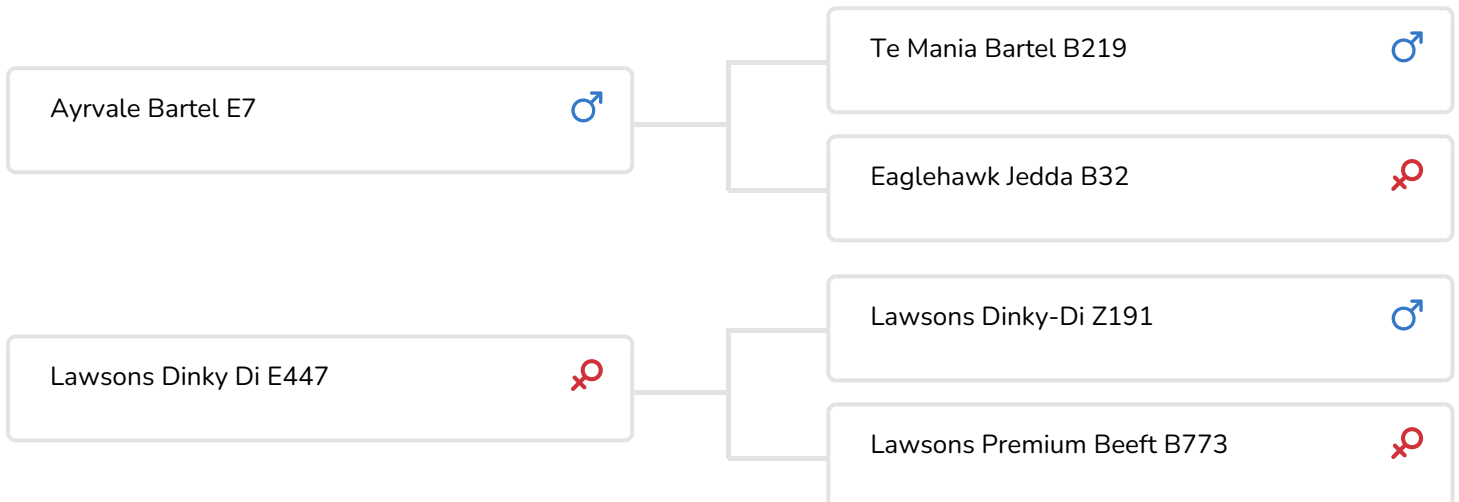 Te Mania Bartel B219
Ayrvale Bartel E7
Eaglehawk Jedda B32
Lawsons Dinky-Di Z191
Lawsons Dinky Di E447
Lawsons Premium Beeft B773